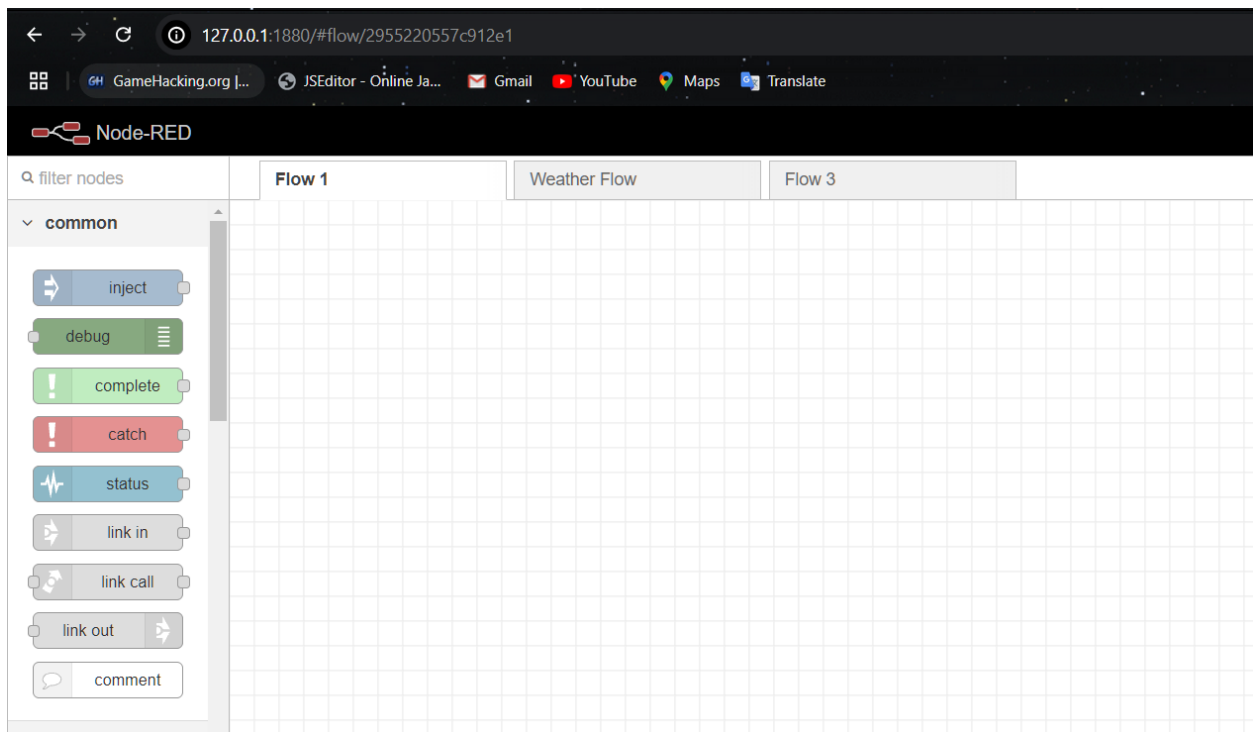 127.0.0.1:1880/#flow/2955220557c912e1
GH GameHacking.org |... JSEditor - Online Ja... Gmail YouTube Maps Translate
Node-RED
filter nodes Flow 1 Weather Flow Flow 3
common
inject
debug
complete
catch
status
link in
link call
link out
comment